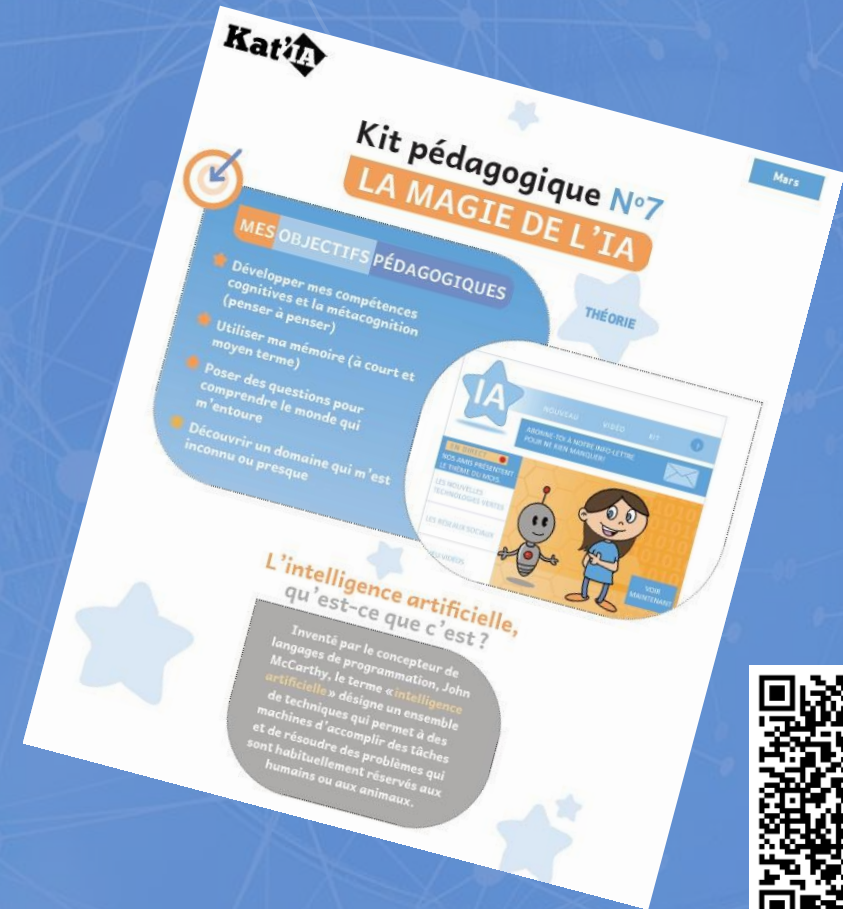 Kat'IA
Mars
Kit pédagogique N°7
LA MAGIE DE L'IA
MES OBJECTIFS PÉDAGOGIQUES
Développer mes compétences
cognitives et la métacognition
(penser à penser)
Utiliser ma mémoire (à court et
moyen terme)
Poser des questions pour
comprendre le monde qui
m'entoure
Découvrir un domaine qui m'est
inconnu ou presque
THÉORIE
IA
NOUVEAU VIDÉO KIT
ABONNE-TOI À NOTRE INFO-LETTRE
POUR NE RIEN MANQUER!
EN DIRECT
NOS AMIS PRÉSENTENT
LE THÈME DU MOIS
LES NOUVELLES
TECHNOLOGIES VERTES
LES RÉSEAUX SOCIAUX
VOIR
MAINTENANT
L'intelligence artificielle,
qu'est-ce que c'est?
Inventé par le concepteur de
langages de programmation, John
McCarthy, le terme « intelligence
artificielle » désigne un ensemble
de techniques qui permet à des
machines d'accomplir des tâches
et de résoudre des problèmes qui
sont habituellement réservés aux
humains ou aux animaux.